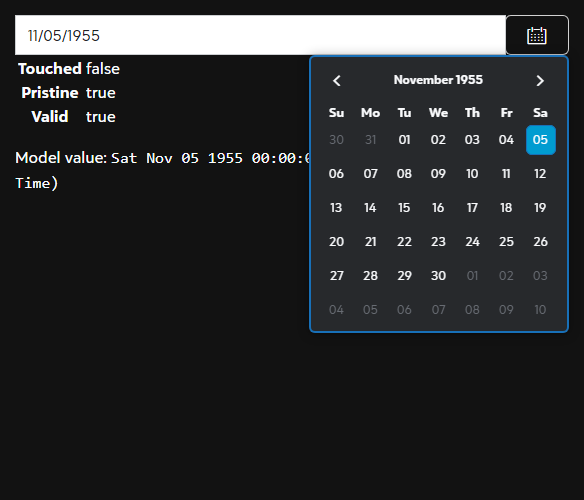 11/05/1955
Touched false
Pristine true
Valid true
Model value: Sat Nov 05 1955 00:00:0
Time)
November 1955
Su Mo Tu We Th Fr Sa
30 31 01 02 03 04 05
06 07 08 09 10 11 12
13 14 15 16 17 18 19
20 21 22 23 24 25 26
27 28 29 30 01 02 03
04 05 06 07 08 09 10